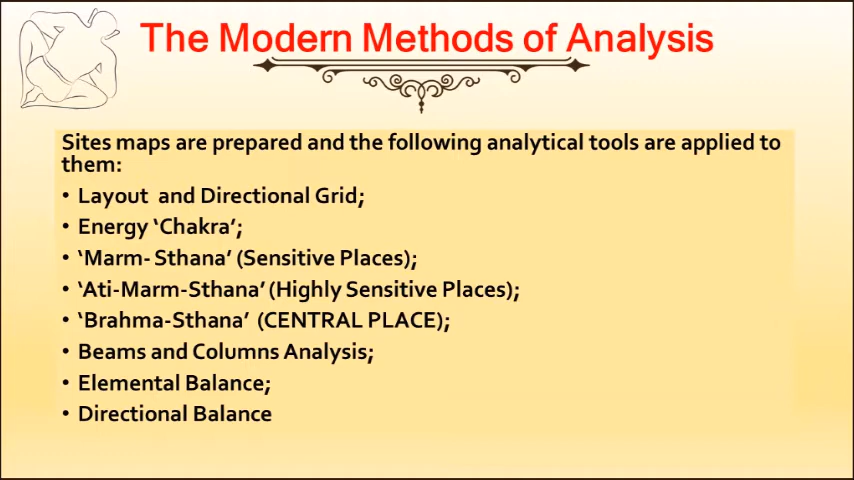 The Modern Methods of Analysis
Sites maps are prepared and the following analytical tools are applied to
them:
• Layout and Directional Grid;
• Energy ‘Chakra’;
• ‘Marm- Sthana’ (Sensitive Places);
• ‘Ati-Marm-Sthana’ (Highly Sensitive Places);
• ‘Brahma-Sthana’ (CENTRAL PLACE);
• Beams and Columns Analysis;
• Elemental Balance;
• Directional Balance